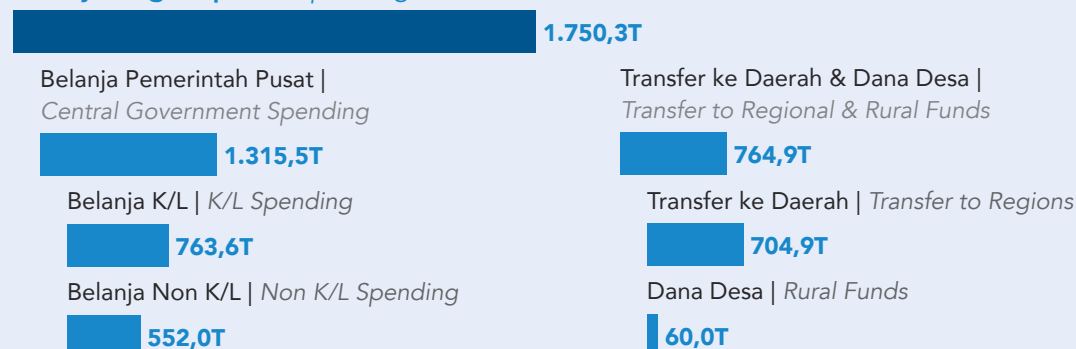 1.750,3T
Belanja Pemerintah Pusat |
Central Government Spending
1.315,5T
Belanja K/L | K/L Spending
763,6T
Belanja Non K/L | Non K/L Spending
552,0T
Transfer ke Daerah & Dana Desa |
Transfer to Regional & Rural Funds
764,9T
Transfer ke Daerah | Transfer to Regions
704,9T
Dana Desa | Rural Funds
60,0T